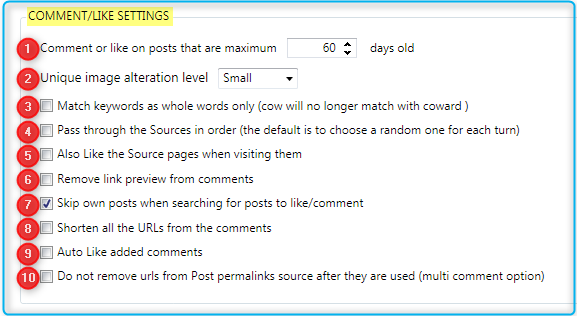 COMMENT/LIKE SETTINGS
1 Comment or like on posts that are maximum 60 days old
2 Unique image alteration level Small
3 Match keywords as whole words only (cow will no longer match with coward )
4 Pass through the Sources in order (the default is to choose a random one for each turn)
5 Also Like the Source pages when visiting them
6 Remove link preview from comments
7 Skip own posts when searching for posts to like/comment
8 Shorten all the URLs from the comments
9 Auto Like added comments
10 Do not remove urls from Post permalinks source after they are used (multi comment option)